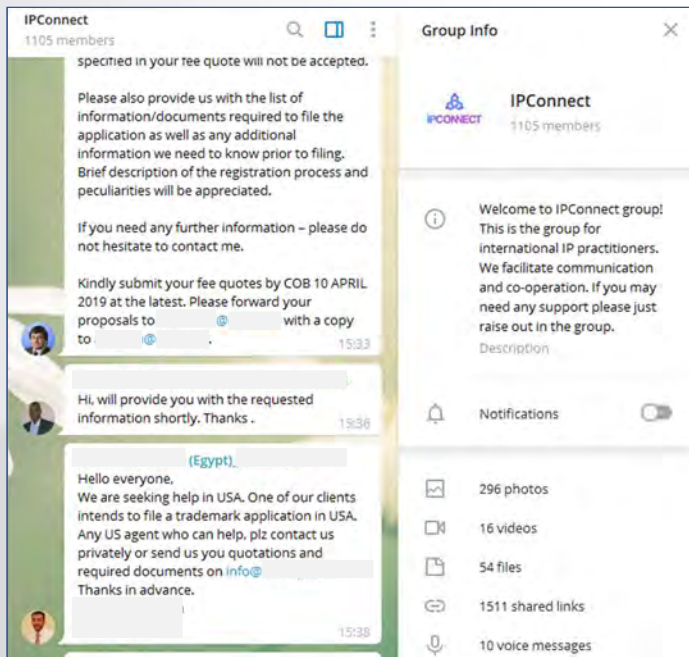 IPConnect
1105 members
specified in your fee quote will not be accepted.
Please also provide us with the list of
information/documents required to file the
application as well as any additional
information we need to know prior to filing.
Brief description of the registration process and
peculiarities will be appreciated.
If you need any further information – please do
not hesitate to contact me.
Kindly submit your fee quotes by COB 10 APRIL
2019 at the latest. Please forward your
proposals to @ with a copy
to @ .
15:33
Hi, will provide you with the requested
information shortly. Thanks .
15:36
(Egypt)
Hello everyone,
We are seeking help in USA. One of our clients
intends to file a trademark application in USA.
Any US agent who can help, plz contact us
privately or send us you quotations and
required documents on info@
Thanks in advance.
15:38
Group Info
IPCONNECT
IPConnect
1105 members
Welcome to IPConnect group!
This is the group for
international IP practitioners.
We facilitate communication
and co-operation. If you may
need any support please just
raise out in the group.
Description
Notifications
296 photos
16 videos
54 files
1511 shared links
10 voice messages